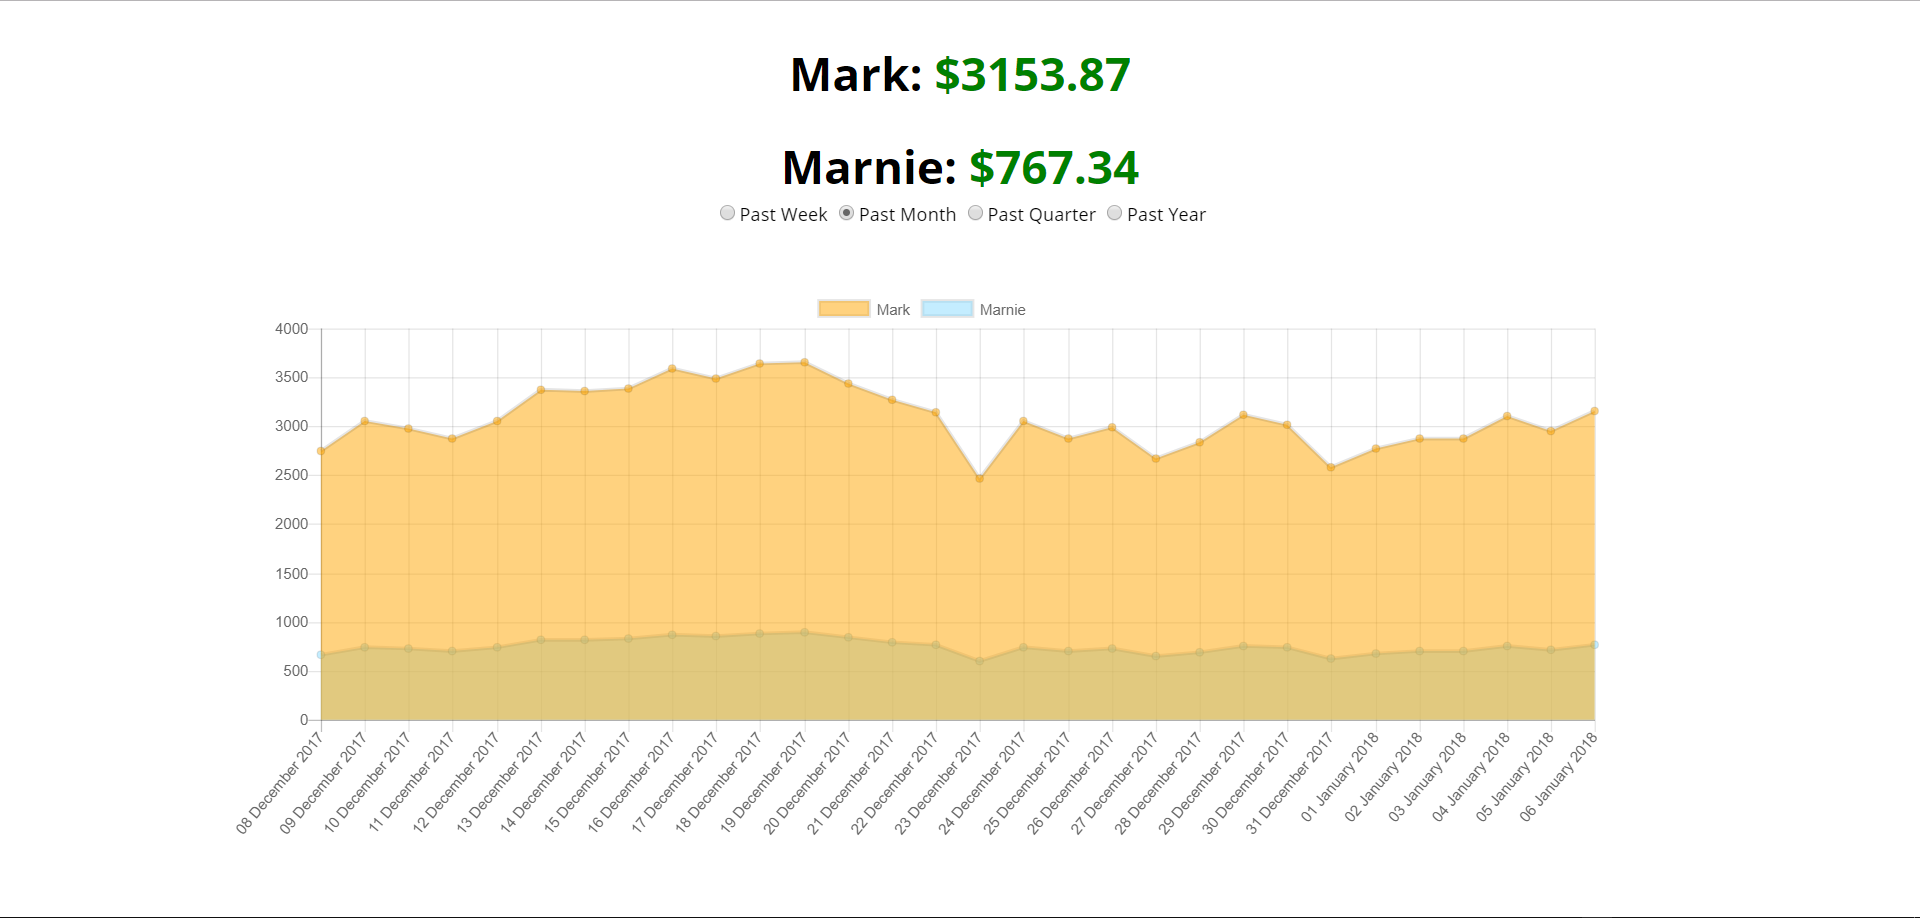 Mark: $3153.87
Marnie: $767.34
Past Week Past Month Past Quarter Past Year
Mark Marnie
4000
3500
3000
2500
2000
1500
1000
500
0
08 December 2017
09 December 2017
10 December 2017
11 December 2017
12 December 2017
13 December 2017
14 December 2017
15 December 2017
16 December 2017
17 December 2017
18 December 2017
19 December 2017
20 December 2017
21 December 2017
22 December 2017
23 December 2017
24 December 2017
25 December 2017
26 December 2017
27 December 2017
28 December 2017
29 December 2017
30 December 2017
31 December 2017
01 January 2018
02 January 2018
03 January 2018
04 January 2018
05 January 2018
06 January 2018